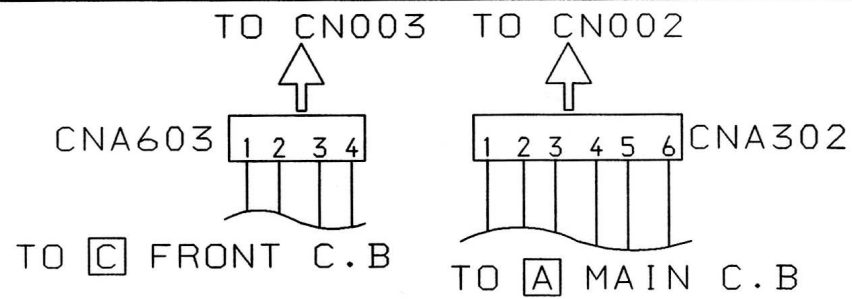 TO CN003 TO CN002
CNA603 1 2 3 4 1 2 3 4 5 6 CNA302
TO C FRONT C.B
TO A MAIN C.B